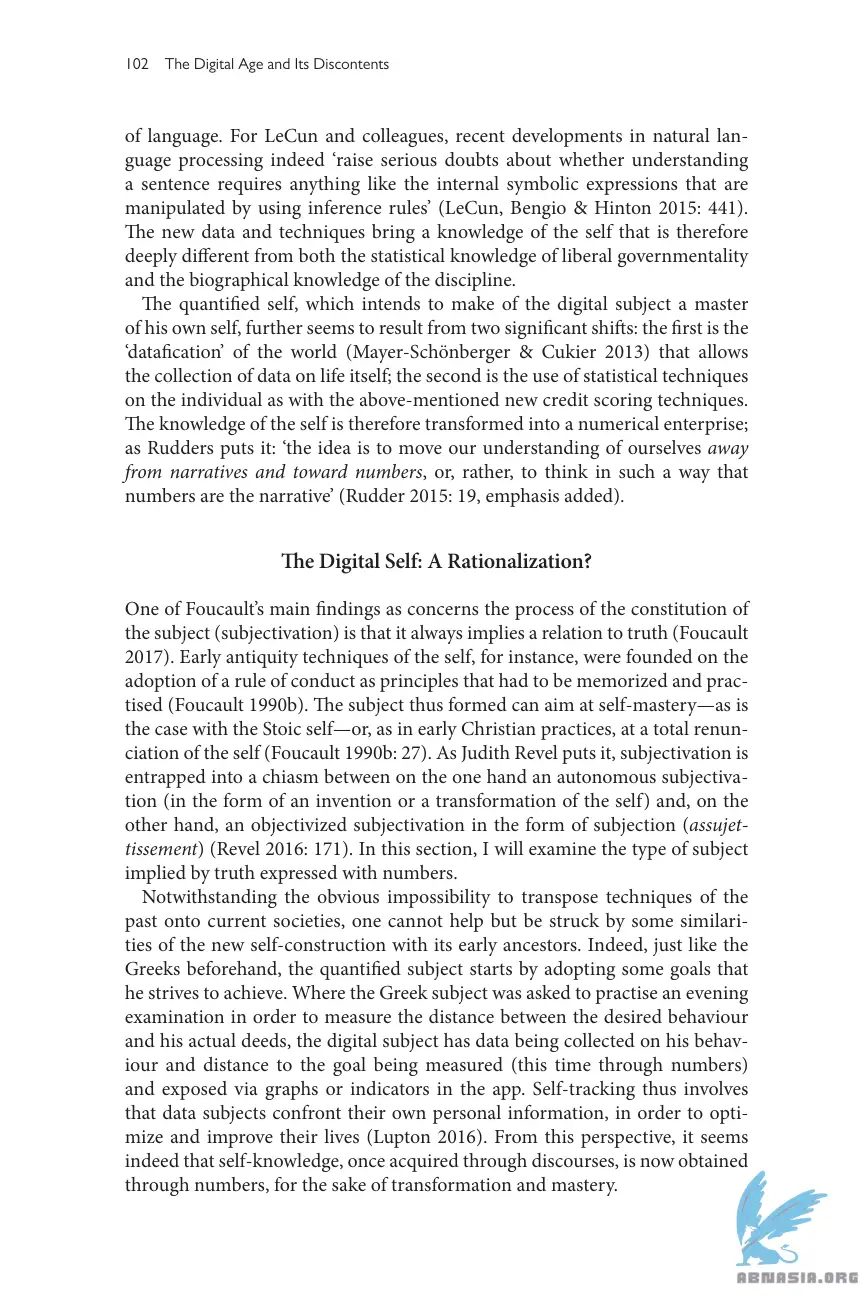 102 The Digital Age and Its Discontents
of language. For LeCun and colleagues, recent developments in natural lan-
guage processing indeed ‘raise serious doubts about whether understanding
a sentence requires anything like the internal symbolic expressions that are
manipulated by using inference rules’ (LeCun, Bengio & Hinton 2015: 441).
The new data and techniques bring a knowledge of the self that is therefore
deeply different from both the statistical knowledge of liberal governmentality
and the biographical knowledge of the discipline.
The quantified self, which intends to make of the digital subject a master
of his own self, further seems to result from two significant shifts: the first is the
‘datafication’ of the world (Mayer-Schönberger & Cukier 2013) that allows
the collection of data on life itself; the second is the use of statistical techniques
on the individual as with the above-mentioned new credit scoring techniques.
The knowledge of the self is therefore transformed into a numerical enterprise;
as Rudders puts it: ‘the idea is to move our understanding of ourselves away
from narratives and toward numbers, or, rather, to think in such a way that
numbers are the narrative’ (Rudder 2015: 19, emphasis added).
The Digital Self: A Rationalization?
One of Foucault’s main findings as concerns the process of the constitution of
the subject (subjectivation) is that it always implies a relation to truth (Foucault
2017). Early antiquity techniques of the self, for instance, were founded on the
adoption of a rule of conduct as principles that had to be memorized and prac-
tised (Foucault 1990b). The subject thus formed can aim at self-mastery—as is
the case with the Stoic self—or, as in early Christian practices, at a total renun-
ciation of the self (Foucault 1990b: 27). As Judith Revel puts it, subjectivation is
entrapped into a chiasm between on the one hand an autonomous subjectiva-
tion (in the form of an invention or a transformation of the self) and, on the
other hand, an objectivized subjectivation in the form of subjection (assujet-
tissement) (Revel 2016: 171). In this section, I will examine the type of subject
implied by truth expressed with numbers.
Notwithstanding the obvious impossibility to transpose techniques of the
past onto current societies, one cannot help but be struck by some similari-
ties of the new self-construction with its early ancestors. Indeed, just like the
Greeks beforehand, the quantified subject starts by adopting some goals that
he strives to achieve. Where the Greek subject was asked to practise an evening
examination in order to measure the distance between the desired behaviour
and his actual deeds, the digital subject has data being collected on his behav-
iour and distance to the goal being measured (this time through numbers)
and exposed via graphs or indicators in the app. Self-tracking thus involves
that data subjects confront their own personal information, in order to opti-
mize and improve their lives (Lupton 2016). From this perspective, it seems
indeed that self-knowledge, once acquired through discourses, is now obtained
through numbers, for the sake of transformation and mastery.
ABNASIA.ORG